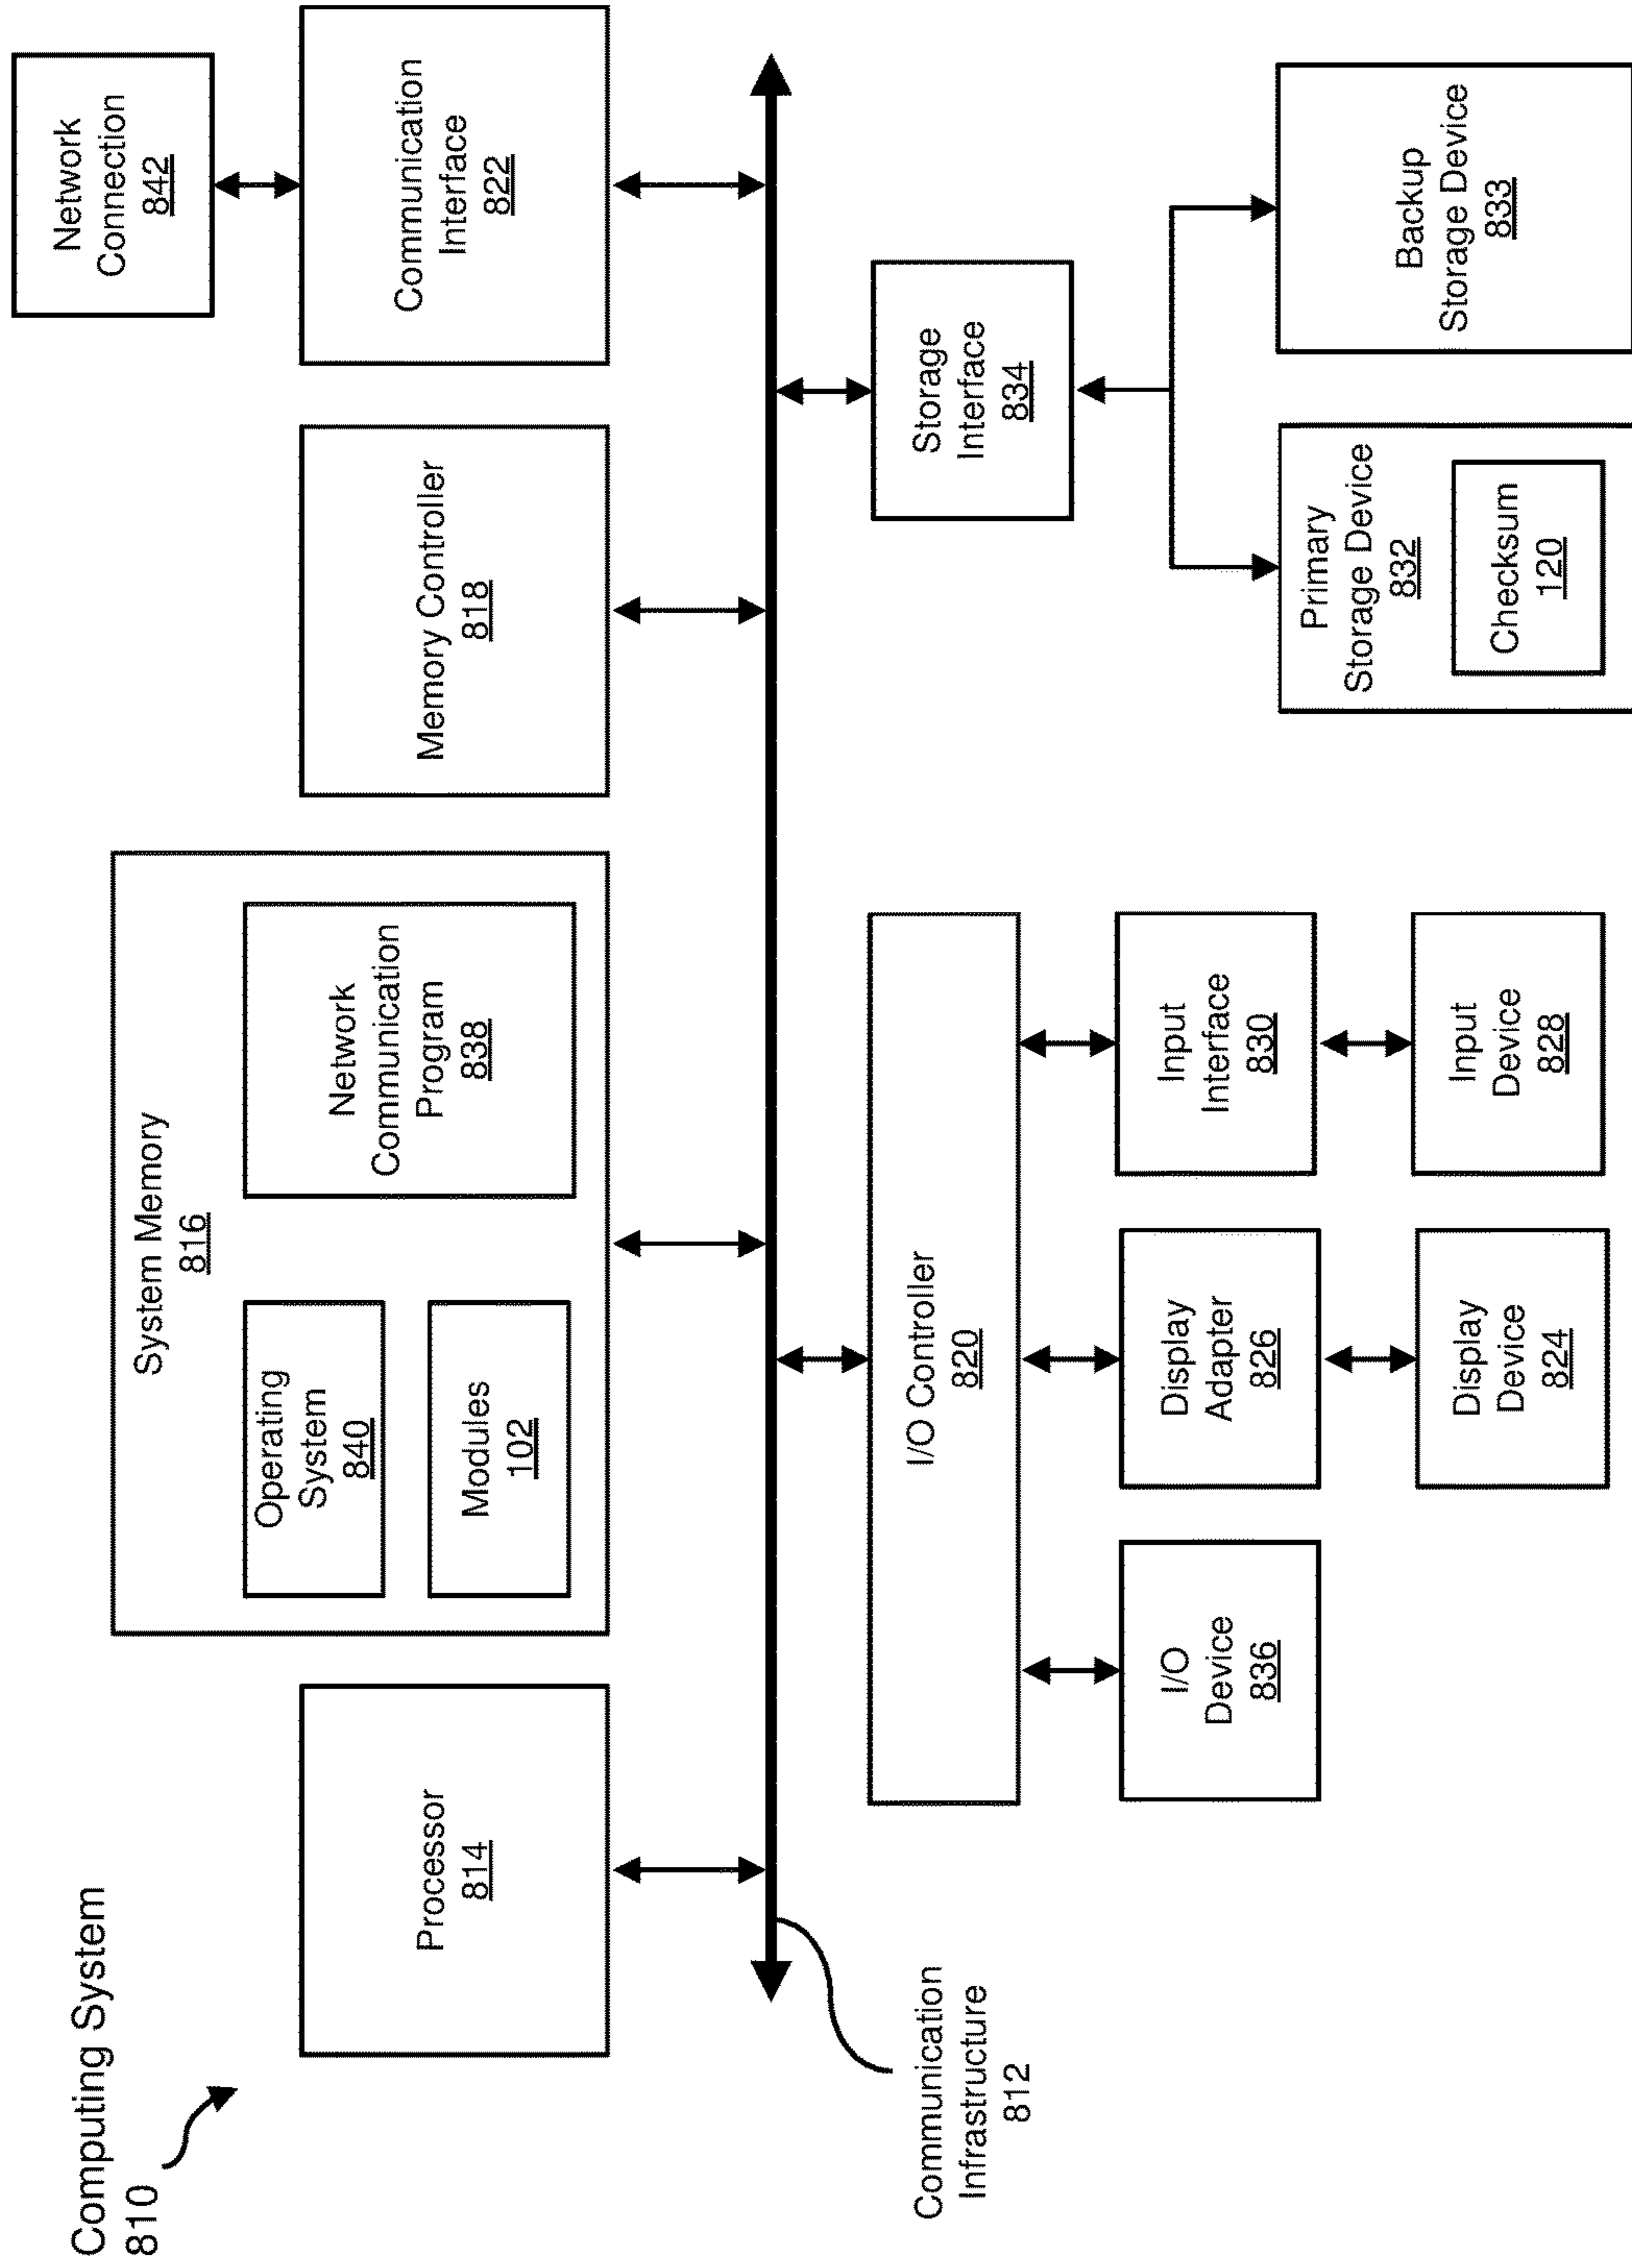 Computing System
810
Processor
814
System Memory
816
Operating
System
840
Modules
102
Network
Communication
Program
838
Memory Controller
818
Network
Connection
842
Communication
Interface
822
Communication
Infrastructure
812
I/O Controller
820
I/O
Device
836
Display
Adapter
826
Display
Device
824
Input
Interface
830
Input
Device
828
Storage
Interface
834
Primary
Storage Device
832
Checksum
120
Backup
Storage Device
833